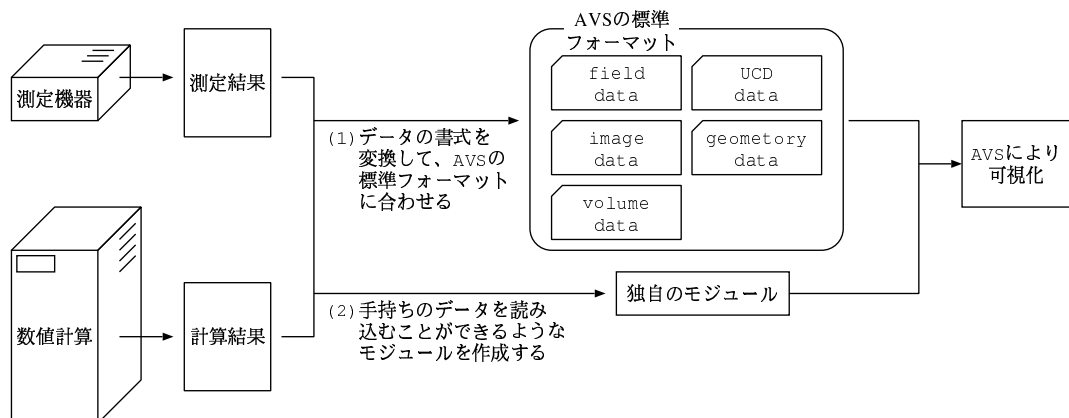 測定機器
測定結果
(1)データの書式を
変換して、AVSの
標準フォーマット
に合わせる
AVSの標準
フォーマット
field
data
UCD
data
image
data
geometory
data
volume
data
AVSにより
可視化
数値計算
計算結果
(2)手持ちのデータを読み
込むことができるような
モジュールを作成する
独自のモジュール